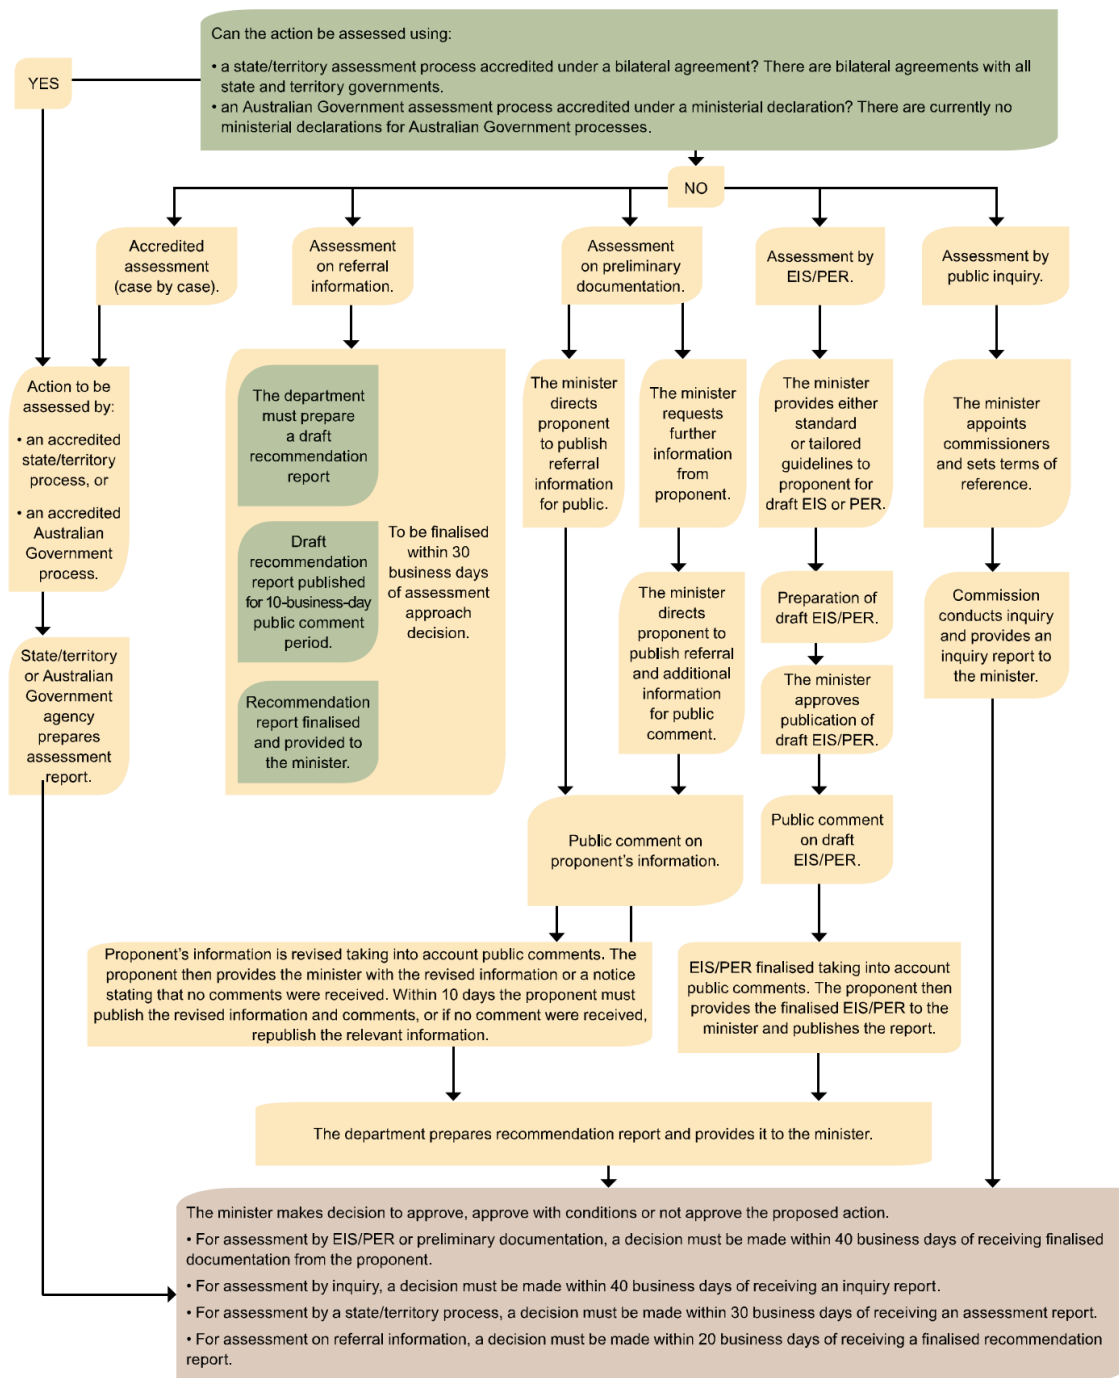 Can the action be assessed using:
• a state/territory assessment process accredited under a bilateral agreement? There are bilateral agreements with all
state and territory governments.
• an Australian Government assessment process accredited under a ministerial declaration? There are currently no
ministerial declarations for Australian Government processes.
YES
NO
Accredited
assessment
(case by case).
Assessment
on referral
information.
Assessment
on preliminary
documentation.
Assessment by
EIS/PER.
Assessment by
public inquiry.
Action to be
assessed by:
• an accredited
state/territory
process, or
• an accredited
Australian
Government
process.
State/territory
or Australian
Government
agency
prepares
assessment
report.
The department
must prepare
a draft
recommendation
report
Draft
recommendation
report published
for 10-business-day
public comment
period.
Recommendation
report finalised
and provided to
the minister.
To be finalised
within 30
business days
of assessment
approach
decision.
The minister
directs
proponent
to publish
referral
information
for public.
The minister
requests
further
information
from
proponent.
The minister
directs
proponent to
publish referral
and additional
information
for public
comment.
Public comment on
proponent's information.
The minister
provides either
standard
or tailored
guidelines to
proponent for
draft EIS or PER.
Preparation of
draft EIS/PER.
The minister
approves
publication of
draft EIS/PER.
Public comment
on draft
EIS/PER.
The minister
appoints
commissioners
and sets terms of
reference.
Commission
conducts inquiry
and provides an
inquiry report to
the minister.
Proponent's information is revised taking into account public comments. The
proponent then provides the minister with the revised information or a notice
stating that no comments were received. Within 10 days the proponent must
publish the revised information and comments, or if no comment were received,
republish the relevant information.
EIS/PER finalised taking into account
public comments. The proponent then
provides the finalised EIS/PER to the
minister and publishes the report.
The department prepares recommendation report and provides it to the minister.
The minister makes decision to approve, approve with conditions or not approve the proposed action.
• For assessment by EIS/PER or preliminary documentation, a decision must be made within 40 business days of receiving finalised
documentation from the proponent.
• For assessment by inquiry, a decision must be made within 40 business days of receiving an inquiry report.
• For assessment by a state/territory process, a decision must be made within 30 business days of receiving an assessment report.
• For assessment on referral information, a decision must be made within 20 business days of receiving a finalised recommendation
report.